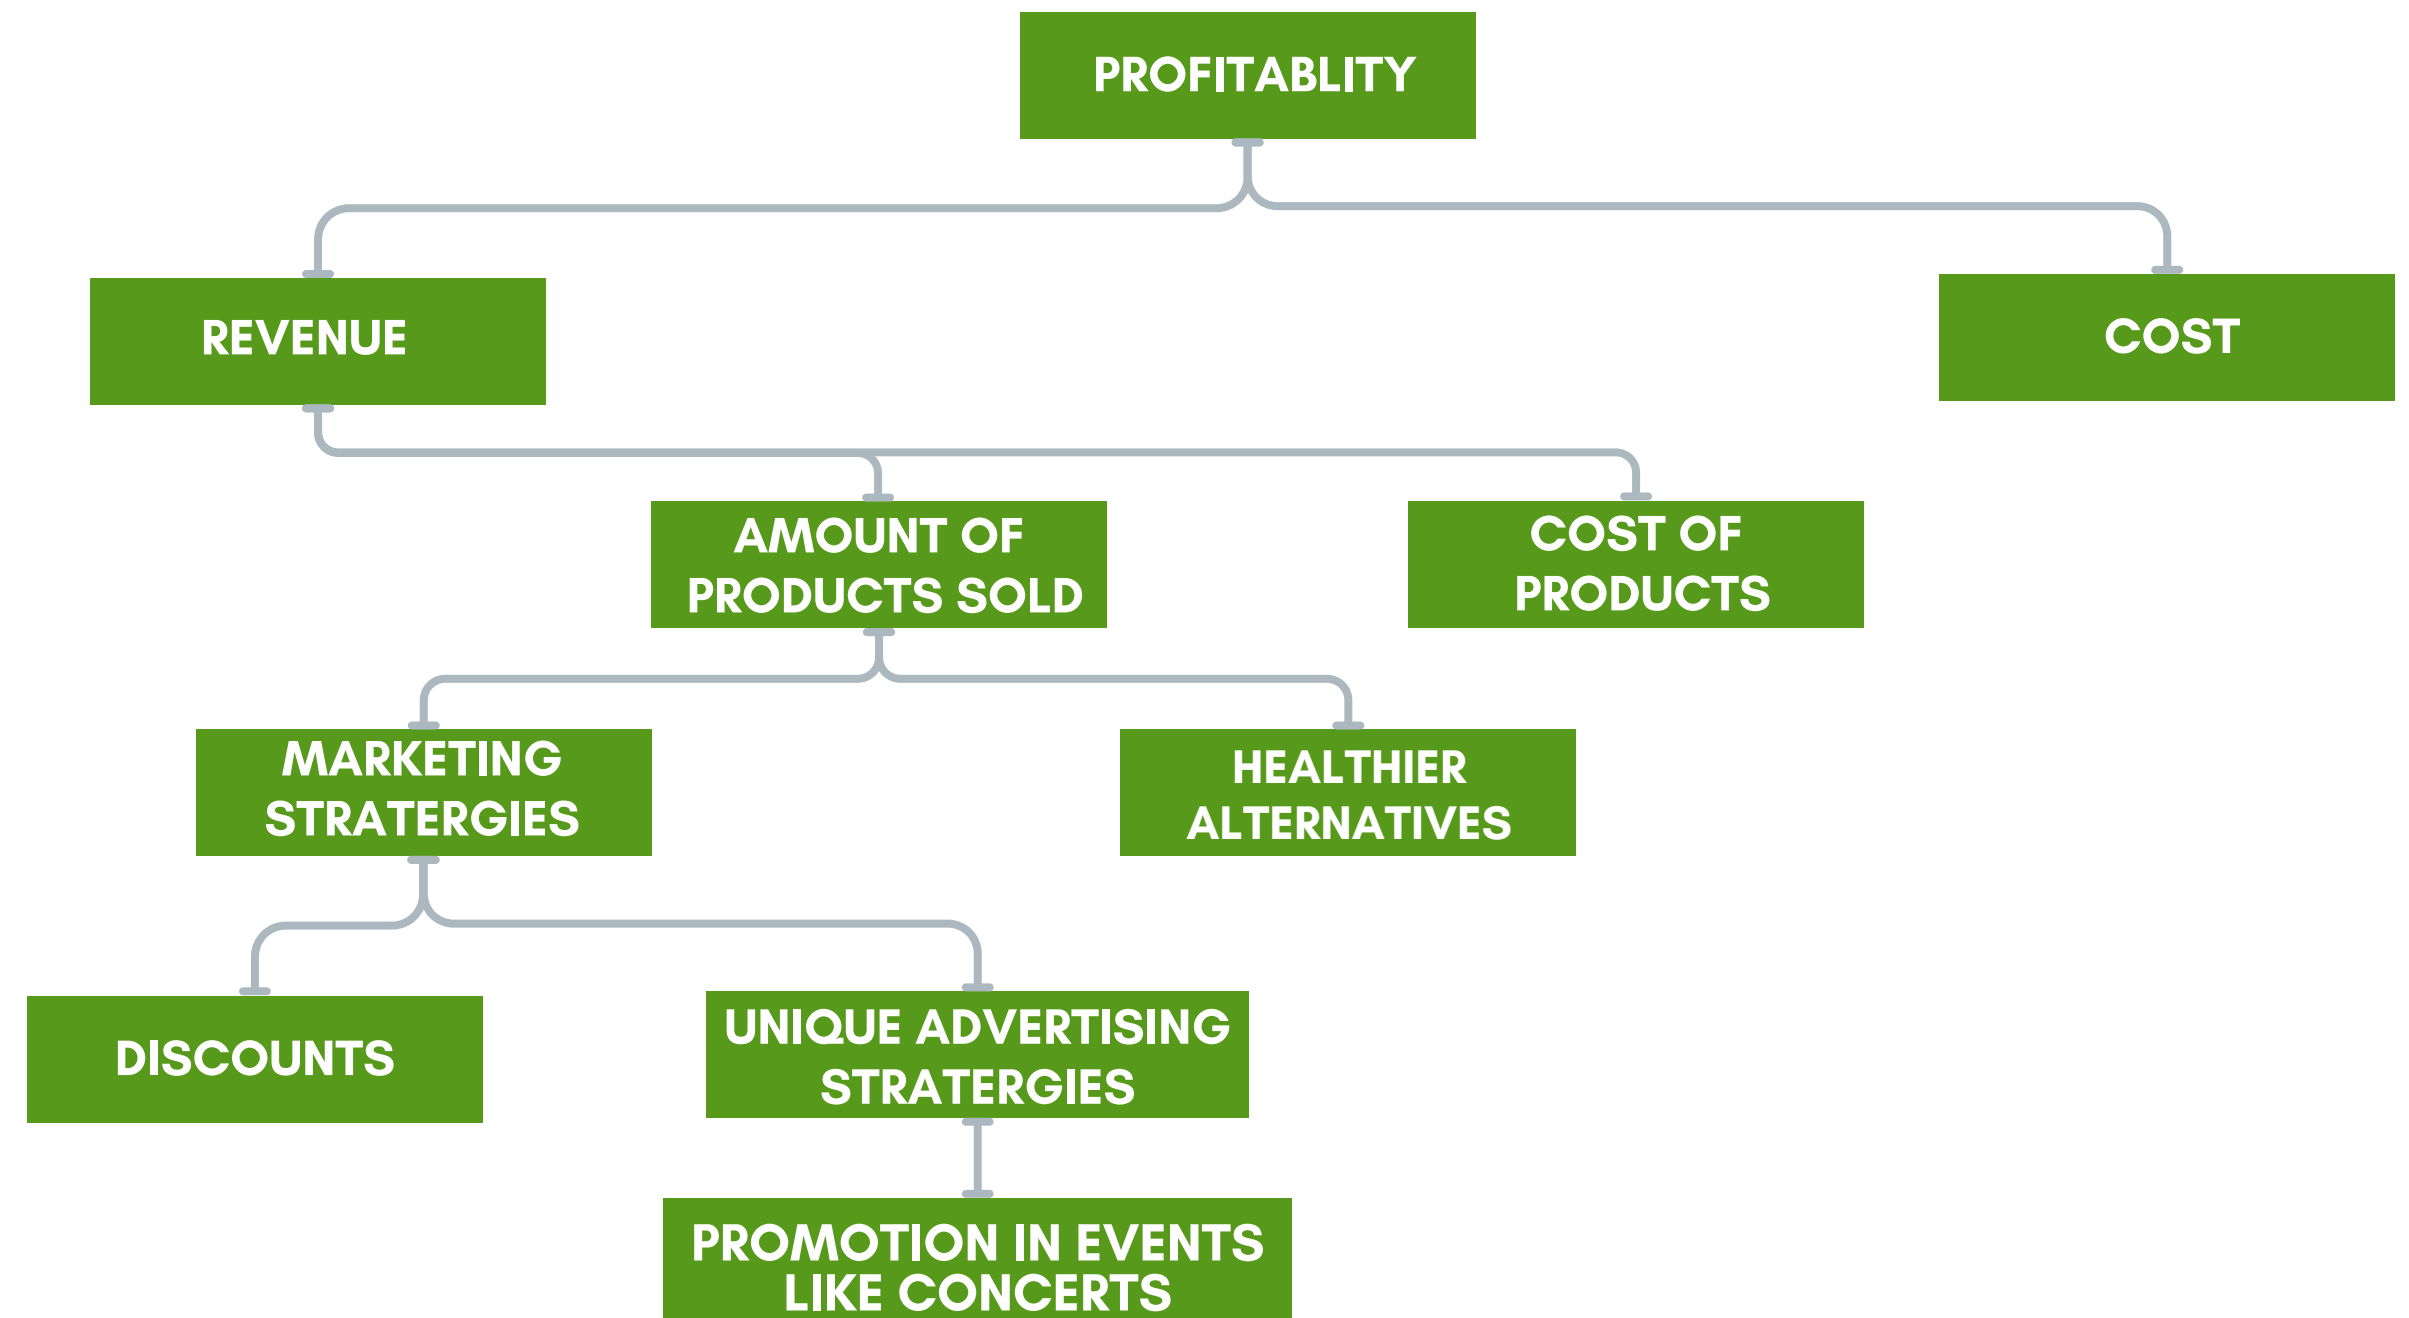 PROFITABLITY
REVENUE
COST
AMOUNT OF
PRODUCTS SOLD
COST OF
PRODUCTS
MARKETING
STRATERGIES
HEALTHIER
ALTERNATIVES
DISCOUNTS
UNIQUE ADVERTISING
STRATERGIES
PROMOTION IN EVENTS
LIKE CONCERTS